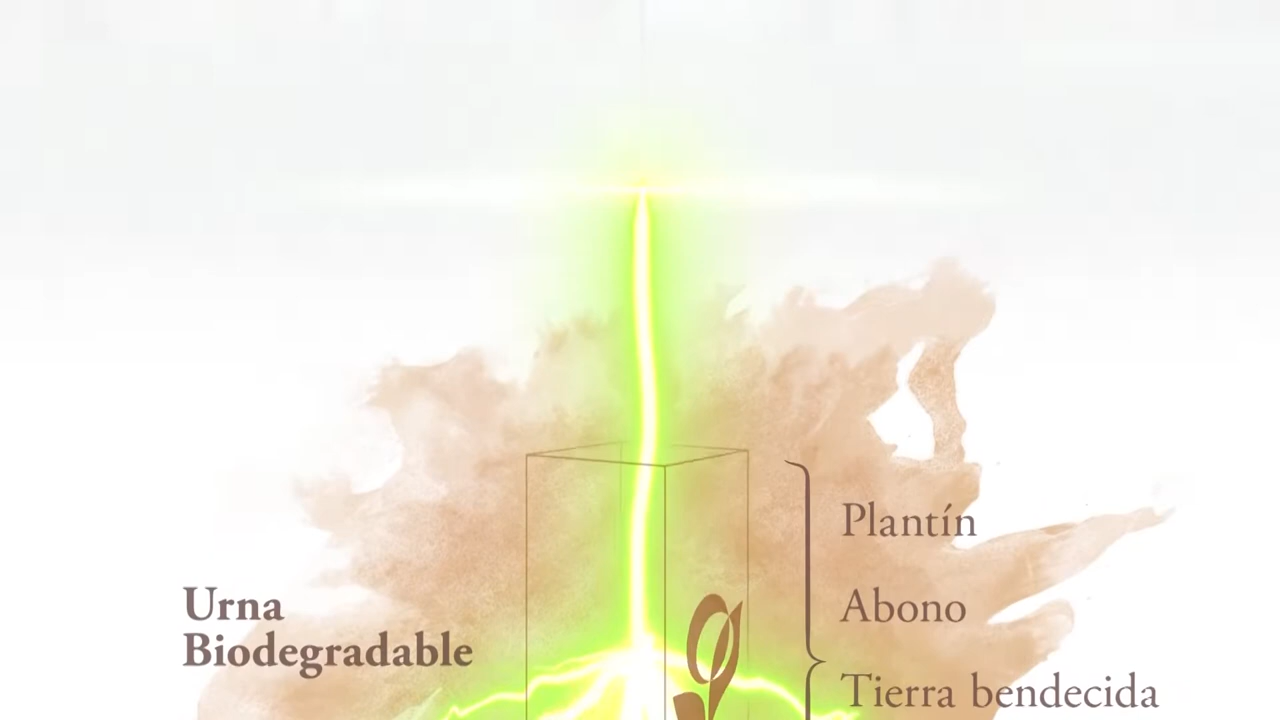 Urna
Biodegradable
Plantín
Abono
Tierra bendecida